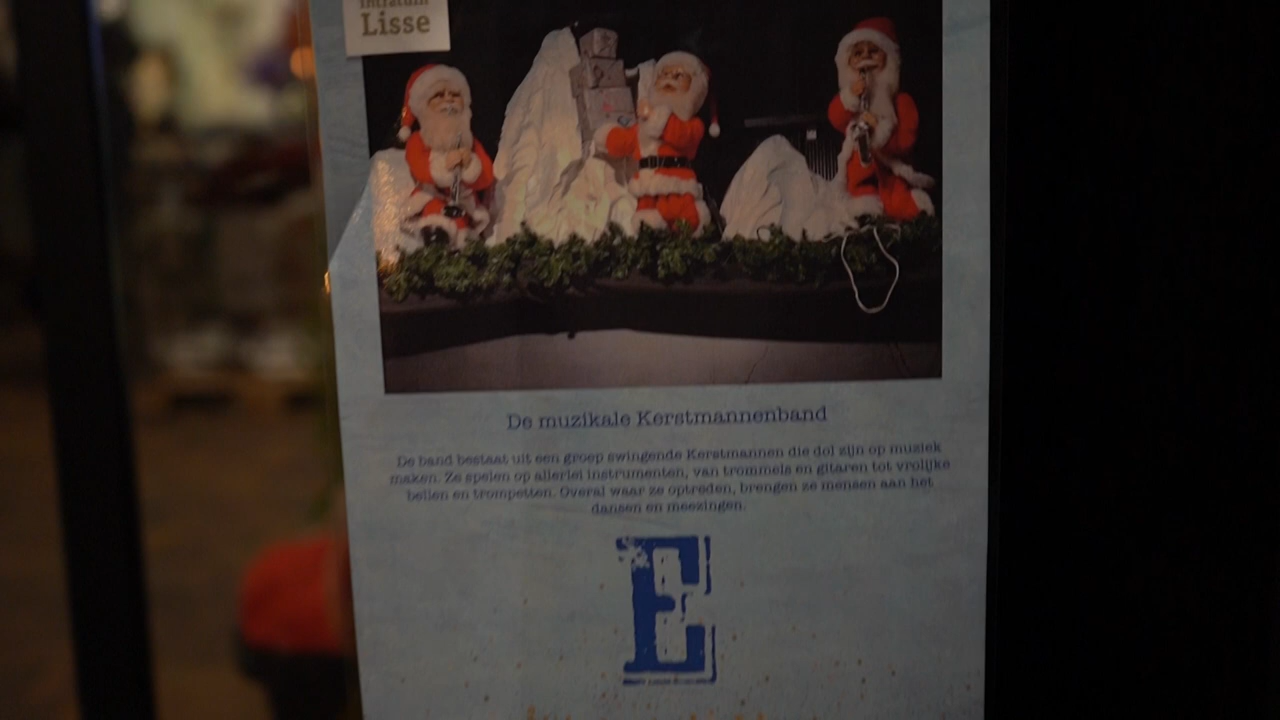 intratuin
Lisse
De muzikale Kerstmannenband
De band bestaat uit een groep swingende Kerstmannen die dol zijn op muziek
maken. Ze spelen op allerlei instrumenten, van trommels en gitaren tot vrolijke
bellen en trompetten. Overal waar ze optreden, brengen ze mensen aan het
dansen en meezingen.
E